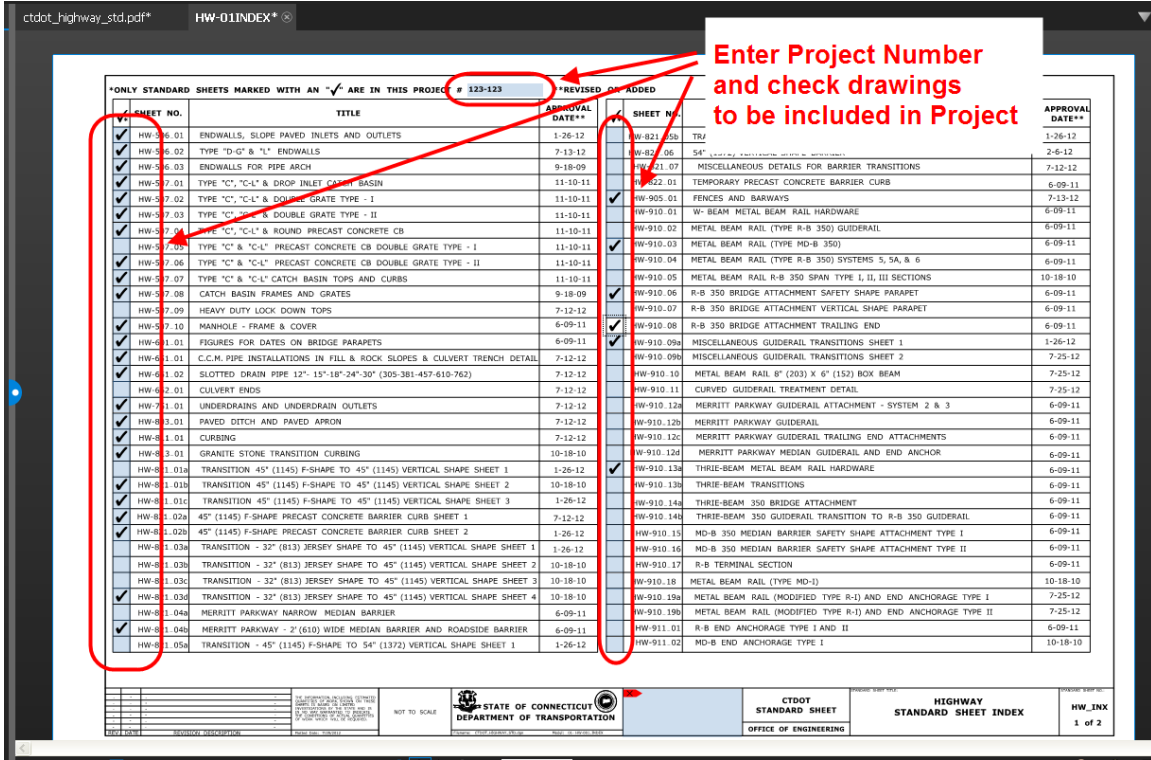 ctdot_highway_std.pdf*
HW-01INDEX*
Enter Project Number
and check drawings
to be included in Project
*ONLY STANDARD SHEETS MARKED WITH AN "✓" ARE IN THIS PROJECT # 123-123 **REVISED OR ADDED
SHEET NO. TITLE APPROVAL DATE**
ENDWALLS, SLOPE PAVED INLETS AND OUTLETS 1-26-12
TYPE "D-G" & "L" ENDWALLS 7-13-12
ENDWALLS FOR PIPE ARCH 9-18-09
TYPE "C", "C-L" & DROP INLET CATCH BASIN 11-10-11
TYPE "C", "C-L" & DOUBLE GRATE TYPE - I 11-10-11
TYPE "C", "C-L" & DOUBLE GRATE TYPE - II 11-10-11
TYPE "C", "C-L" & ROUND PRECAST CONCRETE CB 11-10-11
TYPE "C" & "C-L" PRECAST CONCRETE CB DOUBLE GRATE TYPE - I 11-10-11
TYPE "C" & "C-L" PRECAST CONCRETE CB DOUBLE GRATE TYPE - II 11-10-11
TYPE "C" & "C-L" CATCH BASIN TOPS AND CURBS 11-10-11
CATCH BASIN FRAMES AND GRATES 9-18-09
HEAVY DUTY LOCK DOWN TOPS 7-12-12
MANHOLE - FRAME & COVER 6-09-11
FIGURES FOR DATES ON BRIDGE PARAPETS 6-09-11
C.C.M. PIPE INSTALLATIONS IN FILL & ROCK SLOPES & CULVERT TRENCH DETAIL 7-12-12
SLOTTED DRAIN PIPE 12"- 15"-18"-24"-30" (305-381-457-610-762) 7-12-12
CULVERT ENDS 7-12-12
UNDERDRAINS AND UNDERDRAIN OUTLETS 7-12-12
PAVED DITCH AND PAVED APRON 7-12-12
CURBING 7-12-12
GRANITE STONE TRANSITION CURBING 10-18-10
TRANSITION 45" (1145) F-SHAPE TO 45" (1145) VERTICAL SHAPE SHEET 1 1-26-12
TRANSITION 45" (1145) F-SHAPE TO 45" (1145) VERTICAL SHAPE SHEET 2 10-18-10
TRANSITION 45" (1145) F-SHAPE TO 45" (1145) VERTICAL SHAPE SHEET 3 1-26-12
45" (1145) F-SHAPE PRECAST CONCRETE BARRIER CURB SHEET 1 7-12-12
45" (1145) F-SHAPE PRECAST CONCRETE BARRIER CURB SHEET 2 1-26-12
TRANSITION - 32" (813) JERSEY SHAPE TO 45" (1145) VERTICAL SHAPE SHEET 1 1-26-12
TRANSITION - 32" (813) JERSEY SHAPE TO 45" (1145) VERTICAL SHAPE SHEET 2 10-18-10
TRANSITION - 32" (813) JERSEY SHAPE TO 45" (1145) VERTICAL SHAPE SHEET 3 10-18-10
TRANSITION - 32" (813) JERSEY SHAPE TO 45" (1145) VERTICAL SHAPE SHEET 4 10-18-10
MERRITT PARKWAY NARROW MEDIAN BARRIER 6-09-11
MERRITT PARKWAY - 2'(610) WIDE MEDIAN BARRIER AND ROADSIDE BARRIER 6-09-11
TRANSITION - 45" (1145) F-SHAPE TO 54" (1372) VERTICAL SHAPE SHEET 1 1-26-12
SHEET NO. APPROVAL DATE**
1-26-12
2-6-12
MISCELLANEOUS DETAILS FOR BARRIER TRANSITIONS 7-12-12
TEMPORARY PRECAST CONCRETE BARRIER CURB 6-09-11
HW-905.01 FENCES AND BARWAYS 7-13-12
HW-910.01 W- BEAM METAL BEAM RAIL HARDWARE 6-09-11
HW-910.02 METAL BEAM RAIL (TYPE R-B 350) GUIDERAIL 6-09-11
HW-910.03 METAL BEAM RAIL (TYPE MD-B 350) 6-09-11
HW-910.04 METAL BEAM RAIL (TYPE R-B 350) SYSTEMS 5, 5A, & 6 6-09-11
HW-910.05 METAL BEAM RAIL R-B 350 SPAN TYPE I, II, III SECTIONS 10-18-10
HW-910.06 R-B 350 BRIDGE ATTACHMENT SAFETY SHAPE PARAPET 6-09-11
HW-910.07 R-B 350 BRIDGE ATTACHMENT VERTICAL SHAPE PARAPET 6-09-11
HW-910.08 R-B 350 BRIDGE ATTACHMENT TRAILING END 6-09-11
HW-910.09a MISCELLANEOUS GUIDERAIL TRANSITIONS SHEET 1 1-26-12
HW-910.09b MISCELLANEOUS GUIDERAIL TRANSITIONS SHEET 2 7-25-12
HW-910.10 METAL BEAM RAIL 8" (203) X 6" (152) BOX BEAM 7-25-12
HW-910.11 CURVED GUIDERAIL TREATMENT DETAIL 7-25-12
HW-910.12a MERRITT PARKWAY GUIDERAIL ATTACHMENT - SYSTEM 2 & 3 6-09-11
HW-910.12b MERRITT PARKWAY GUIDERAIL 6-09-11
HW-910.12c MERRITT PARKWAY GUIDERAIL TRAILING END ATTACHMENTS 6-09-11
HW-910.12d MERRITT PARKWAY MEDIAN GUIDERAIL AND END ANCHOR 6-09-11
HW-910.13a THRIE-BEAM METAL BEAM RAIL HARDWARE 6-09-11
HW-910.13b THRIE-BEAM TRANSITIONS 6-09-11
HW-910.14a THRIE-BEAM 350 BRIDGE ATTACHMENT 6-09-11
HW-910.14b THRIE-BEAM 350 GUIDERAIL TRANSITION TO R-B 350 GUIDERAIL 6-09-11
HW-910.15 MD-B 350 MEDIAN BARRIER SAFETY SHAPE ATTACHMENT TYPE I 6-09-11
HW-910.16 MD-B 350 MEDIAN BARRIER SAFETY SHAPE ATTACHMENT TYPE II 6-09-11
HW-910.17 R-B TERMINAL SECTION 6-09-11
HW-910.18 METAL BEAM RAIL (TYPE MD-I) 10-18-10
HW-910.19a METAL BEAM RAIL (MODIFIED TYPE R-I) AND END ANCHORAGE TYPE I 7-25-12
HW-910.19b METAL BEAM RAIL (MODIFIED TYPE R-I) AND END ANCHORAGE TYPE II 7-25-12
HW-911.01 R-B END ANCHORAGE TYPE I AND II 6-09-11
HW-911.02 MD-B END ANCHORAGE TYPE I 10-18-10
REV. DATE REVISION DESCRIPTION
NOT TO SCALE
STATE OF CONNECTICUT
DEPARTMENT OF TRANSPORTATION
CTDOT
STANDARD SHEET
OFFICE OF ENGINEERING
STANDARD SHEET TITLE:
HIGHWAY
STANDARD SHEET INDEX
STANDARD SHEET NO.
HW_INX
1 of 2